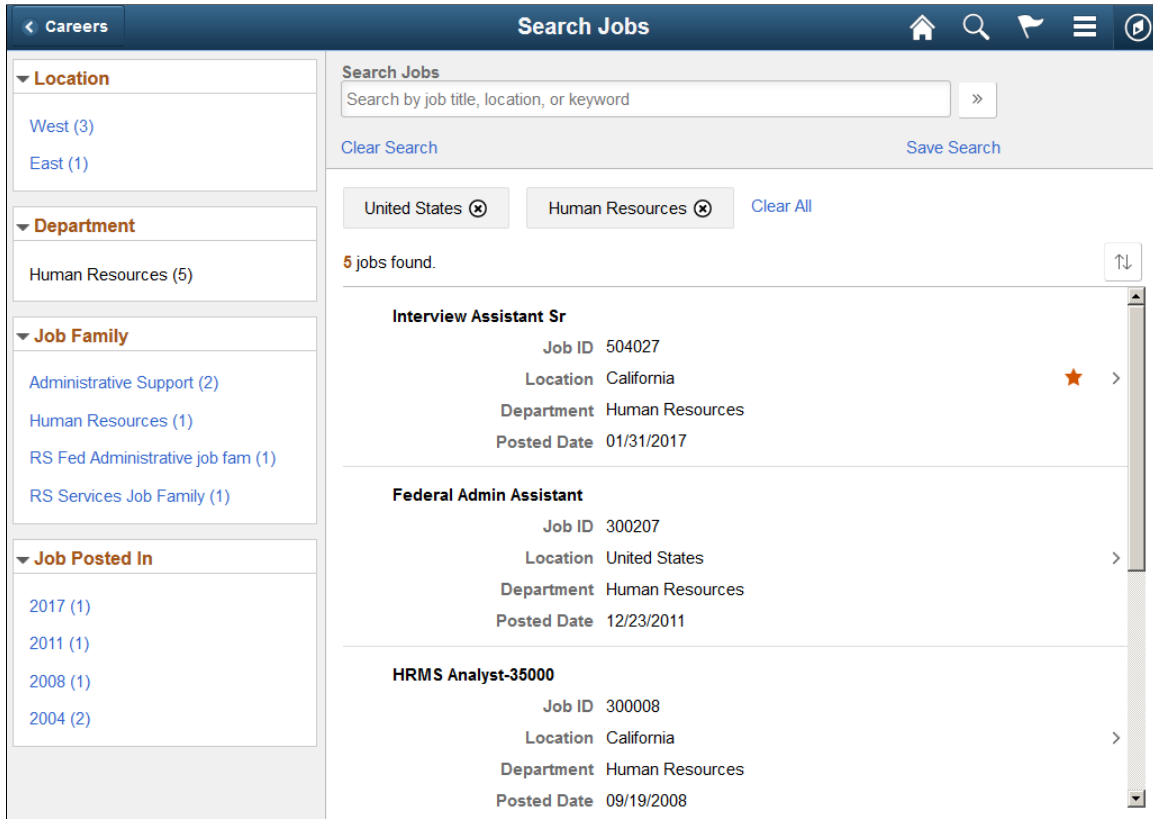 Careers
Search Jobs
Location
West (3)
East (1)
Department
Human Resources (5)
Job Family
Administrative Support (2)
Human Resources (1)
RS Fed Administrative job fam (1)
RS Services Job Family (1)
Job Posted In
2017 (1)
2011 (1)
2008 (1)
2004 (2)
Search Jobs
Search by job title, location, or keyword
Clear Search Save Search
United States Human Resources Clear All
5 jobs found.
Interview Assistant Sr
Job ID 504027
Location California
Department Human Resources
Posted Date 01/31/2017
Federal Admin Assistant
Job ID 300207
Location United States
Department Human Resources
Posted Date 12/23/2011
HRMS Analyst-35000
Job ID 300008
Location California
Department Human Resources
Posted Date 09/19/2008